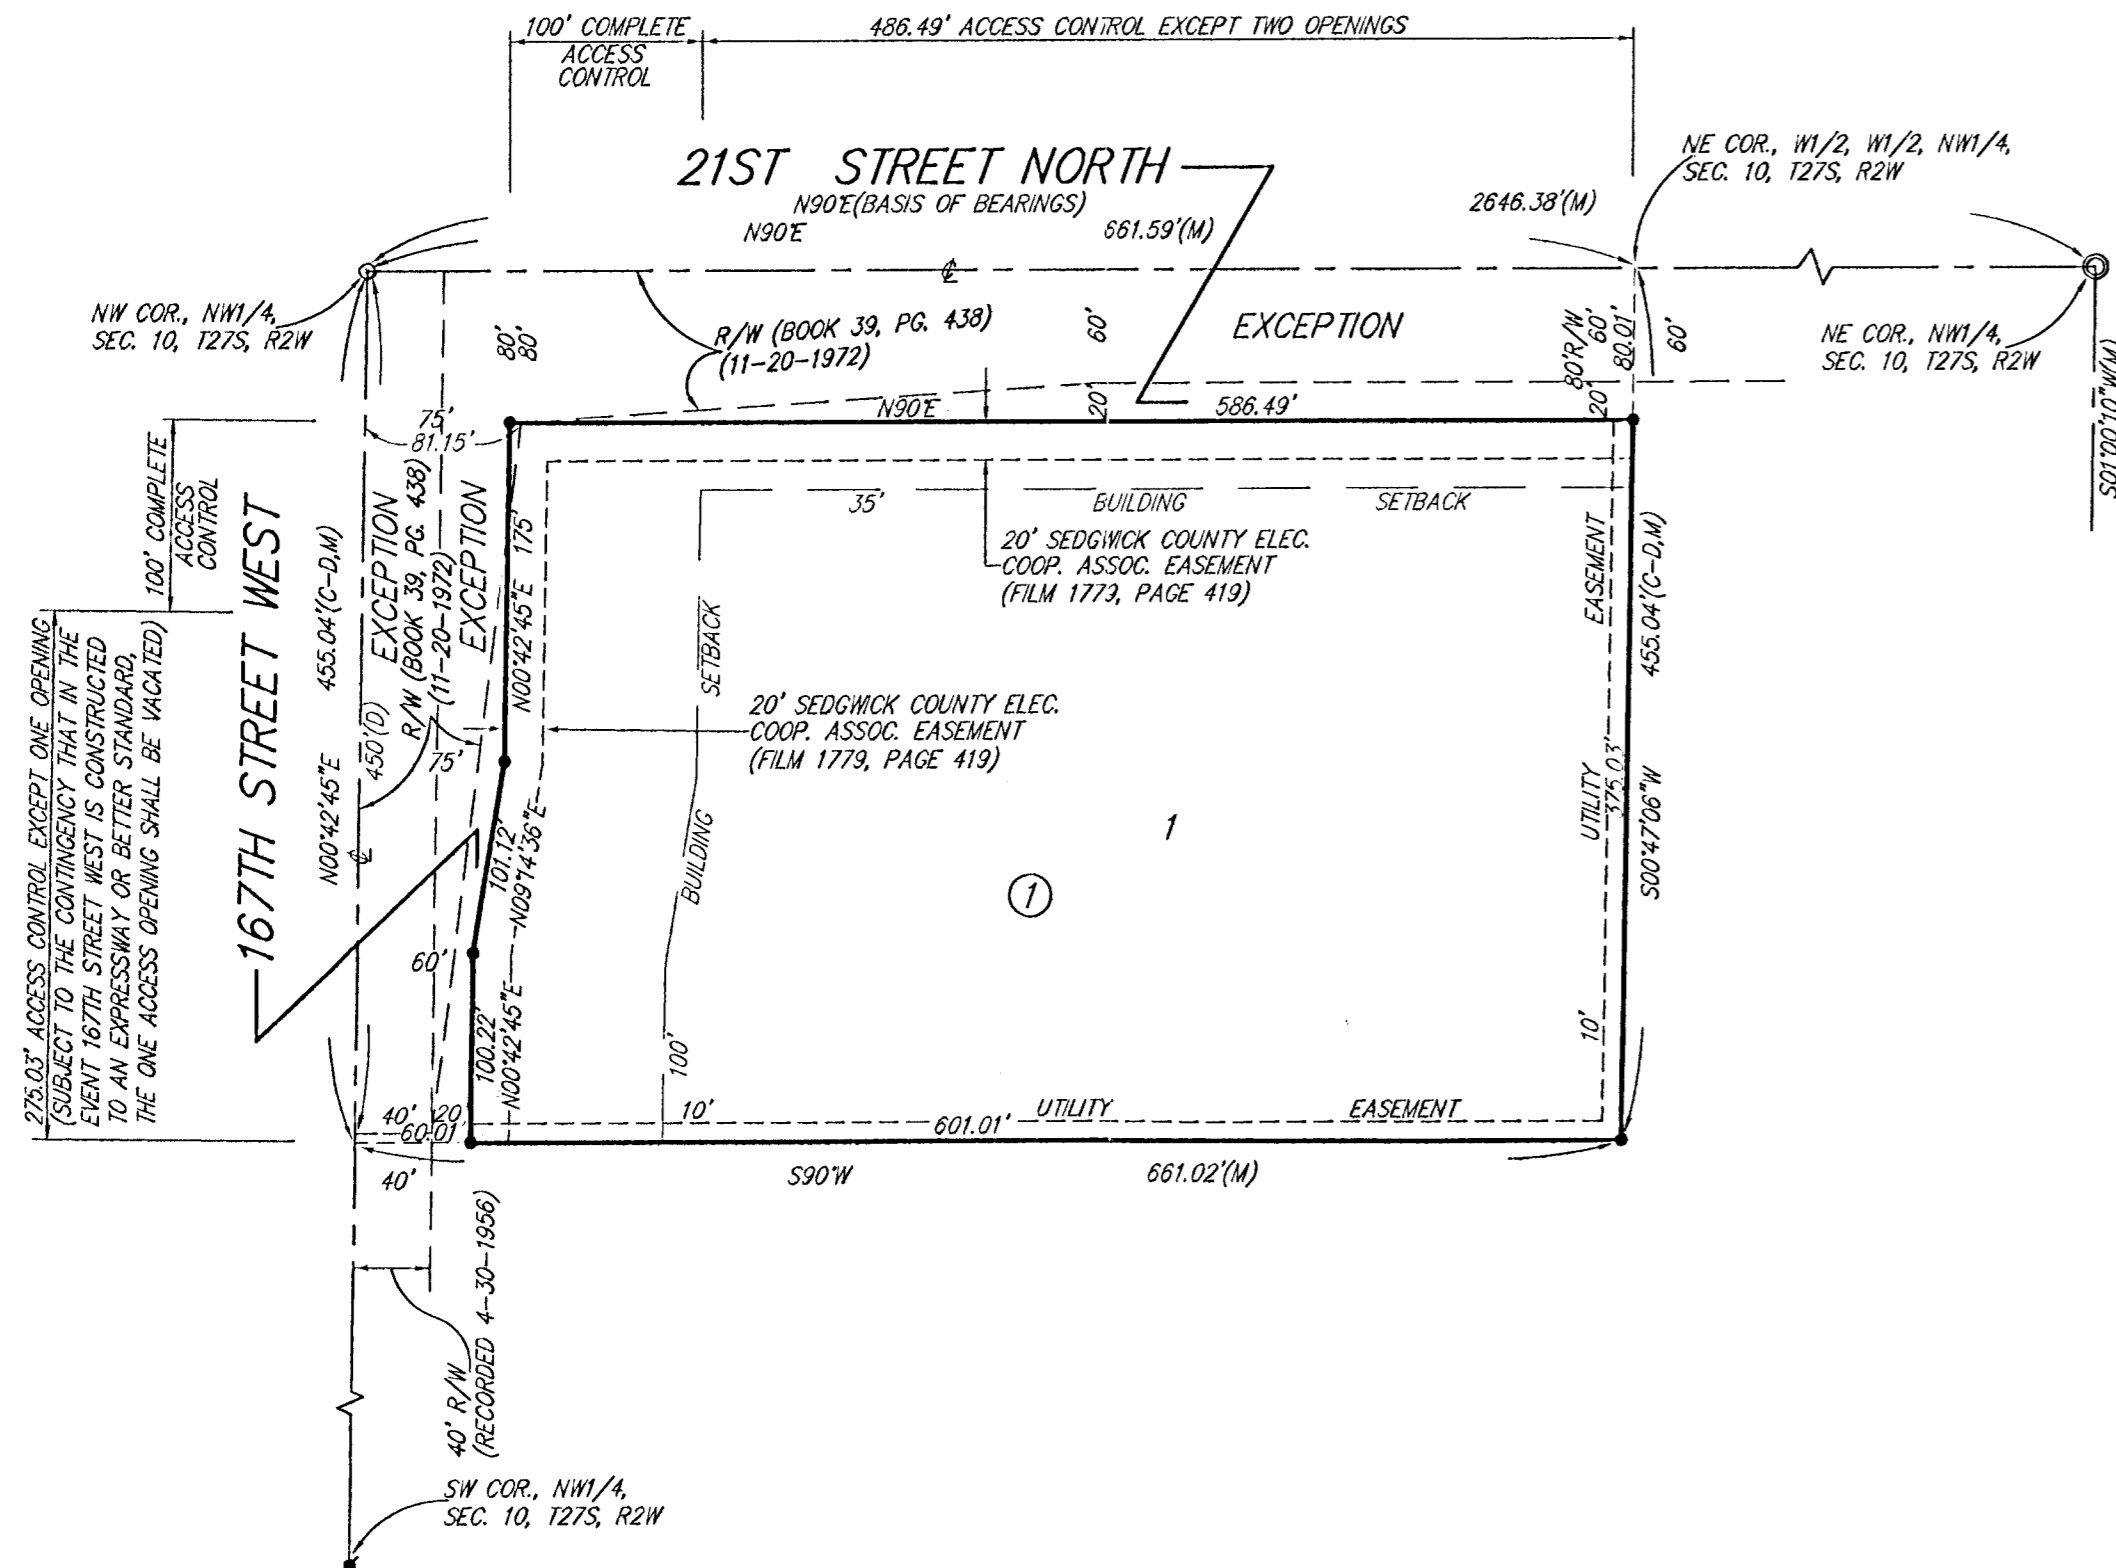 100' COMPLETE
ACCESS
CONTROL
486.49' ACCESS CONTROL EXCEPT TWO OPENINGS
21ST STREET NORTH
N90°E(BASIS OF BEARINGS)
N90°E
661.59'(M)
2646.38'(M)
NE COR., W1/2, W1/2, NW1/4,
SEC. 10, T27S, R2W
NW COR., NW1/4,
SEC. 10, T27S, R2W
80'
80'
R/W (BOOK 39, PG. 438)
(11-20-1972)
60'
EXCEPTION
80'R/W
60'
80.01'
60'
NE COR., NW1/4,
SEC. 10, T27S, R2W
S01°00'10"W(M)
75'
81.15'
N90°E
20'
586.49'
20'
100' COMPLETE
ACCESS
CONTROL
167TH STREET WEST
455.04'(C-D,M)
N00°42'45"E
450'(D)
EXCEPTION
R/W (BOOK 39, PG. 438)
(11-20-1972)
EXCEPTION
75'
175'
N00°42'45"E
35'
BUILDING
SETBACK
20' SEDGWICK COUNTY ELEC.
COOP. ASSOC. EASEMENT
(FILM 1779, PAGE 419)
EASEMENT
455.04'(C-D,M)
SETBACK
20' SEDGWICK COUNTY ELEC.
COOP. ASSOC. EASEMENT
(FILM 1779, PAGE 419)
275.03' ACCESS CONTROL EXCEPT ONE OPENING
(SUBJECT TO THE CONTINGENCY THAT IN THE
EVENT 167TH STREET WEST IS CONSTRUCTED
TO AN EXPRESSWAY OR BETTER STANDARD,
THE ONE ACCESS OPENING SHALL BE VACATED)
UTILITY
375.03'
S00°47'06"W
BUILDING
1
1
101.12'
N09°14'36"E
60'
100.22'
N00°42'45"E
100'
10'
40'
20'
60.01'
10'
UTILITY
EASEMENT
601.01'
40'
S90°W
661.02'(M)
40' R/W
(RECORDED 4-30-1956)
SW COR., NW1/4,
SEC. 10, T27S, R2W